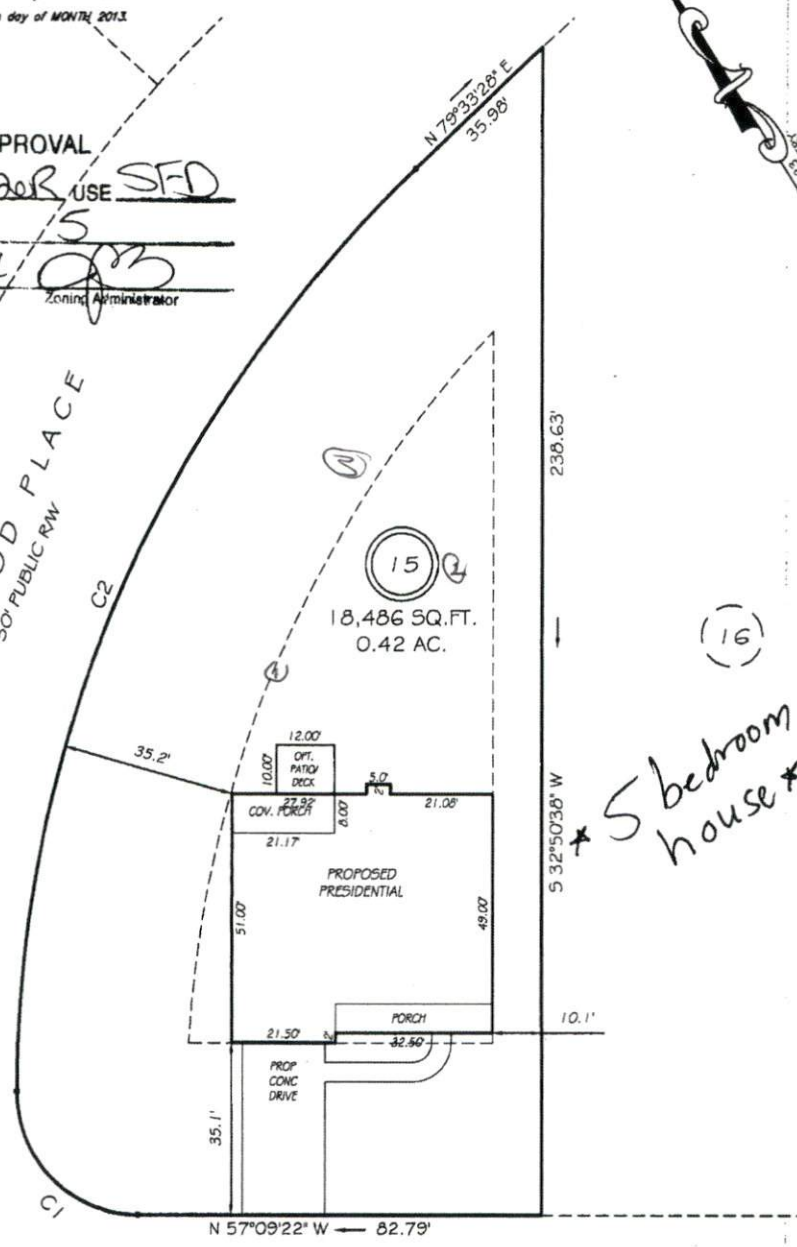 day of MONTH, 2013.
N 79°33'28" E
35.98'
PROVAL
USE SFD
5
Zoning Administrator
PLACE
50' PUBLIC R/W
C2
238.63'
15
18,486 SQ.FT.
0.42 AC.
16
* 5 bedroom
house *
35.2'
12.00'
10.00'
OPT.
PATIO/
DECK
5.0'
2'
27.92'
21.08'
COV. PORCH
8.00'
21.17'
S 32°50'38" W
PROPOSED
PRESIDENTIAL
51.00'
49.00'
PORCH
10.1'
21.50'
2'
32.50'
PROP
CONC
DRIVE
35.1'
C1
N 57°09'22" W
82.79'